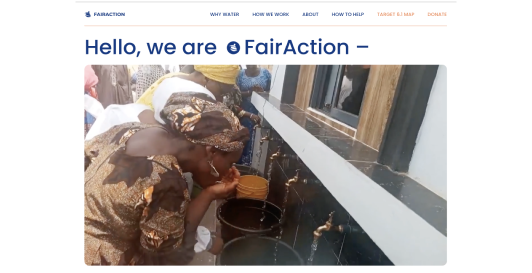 FAIRACTION WHY WATER HOW WE WORK ABOUT HOW TO HELP TARGET 6.1 MAP DONATE
Hello, we are FairAction –